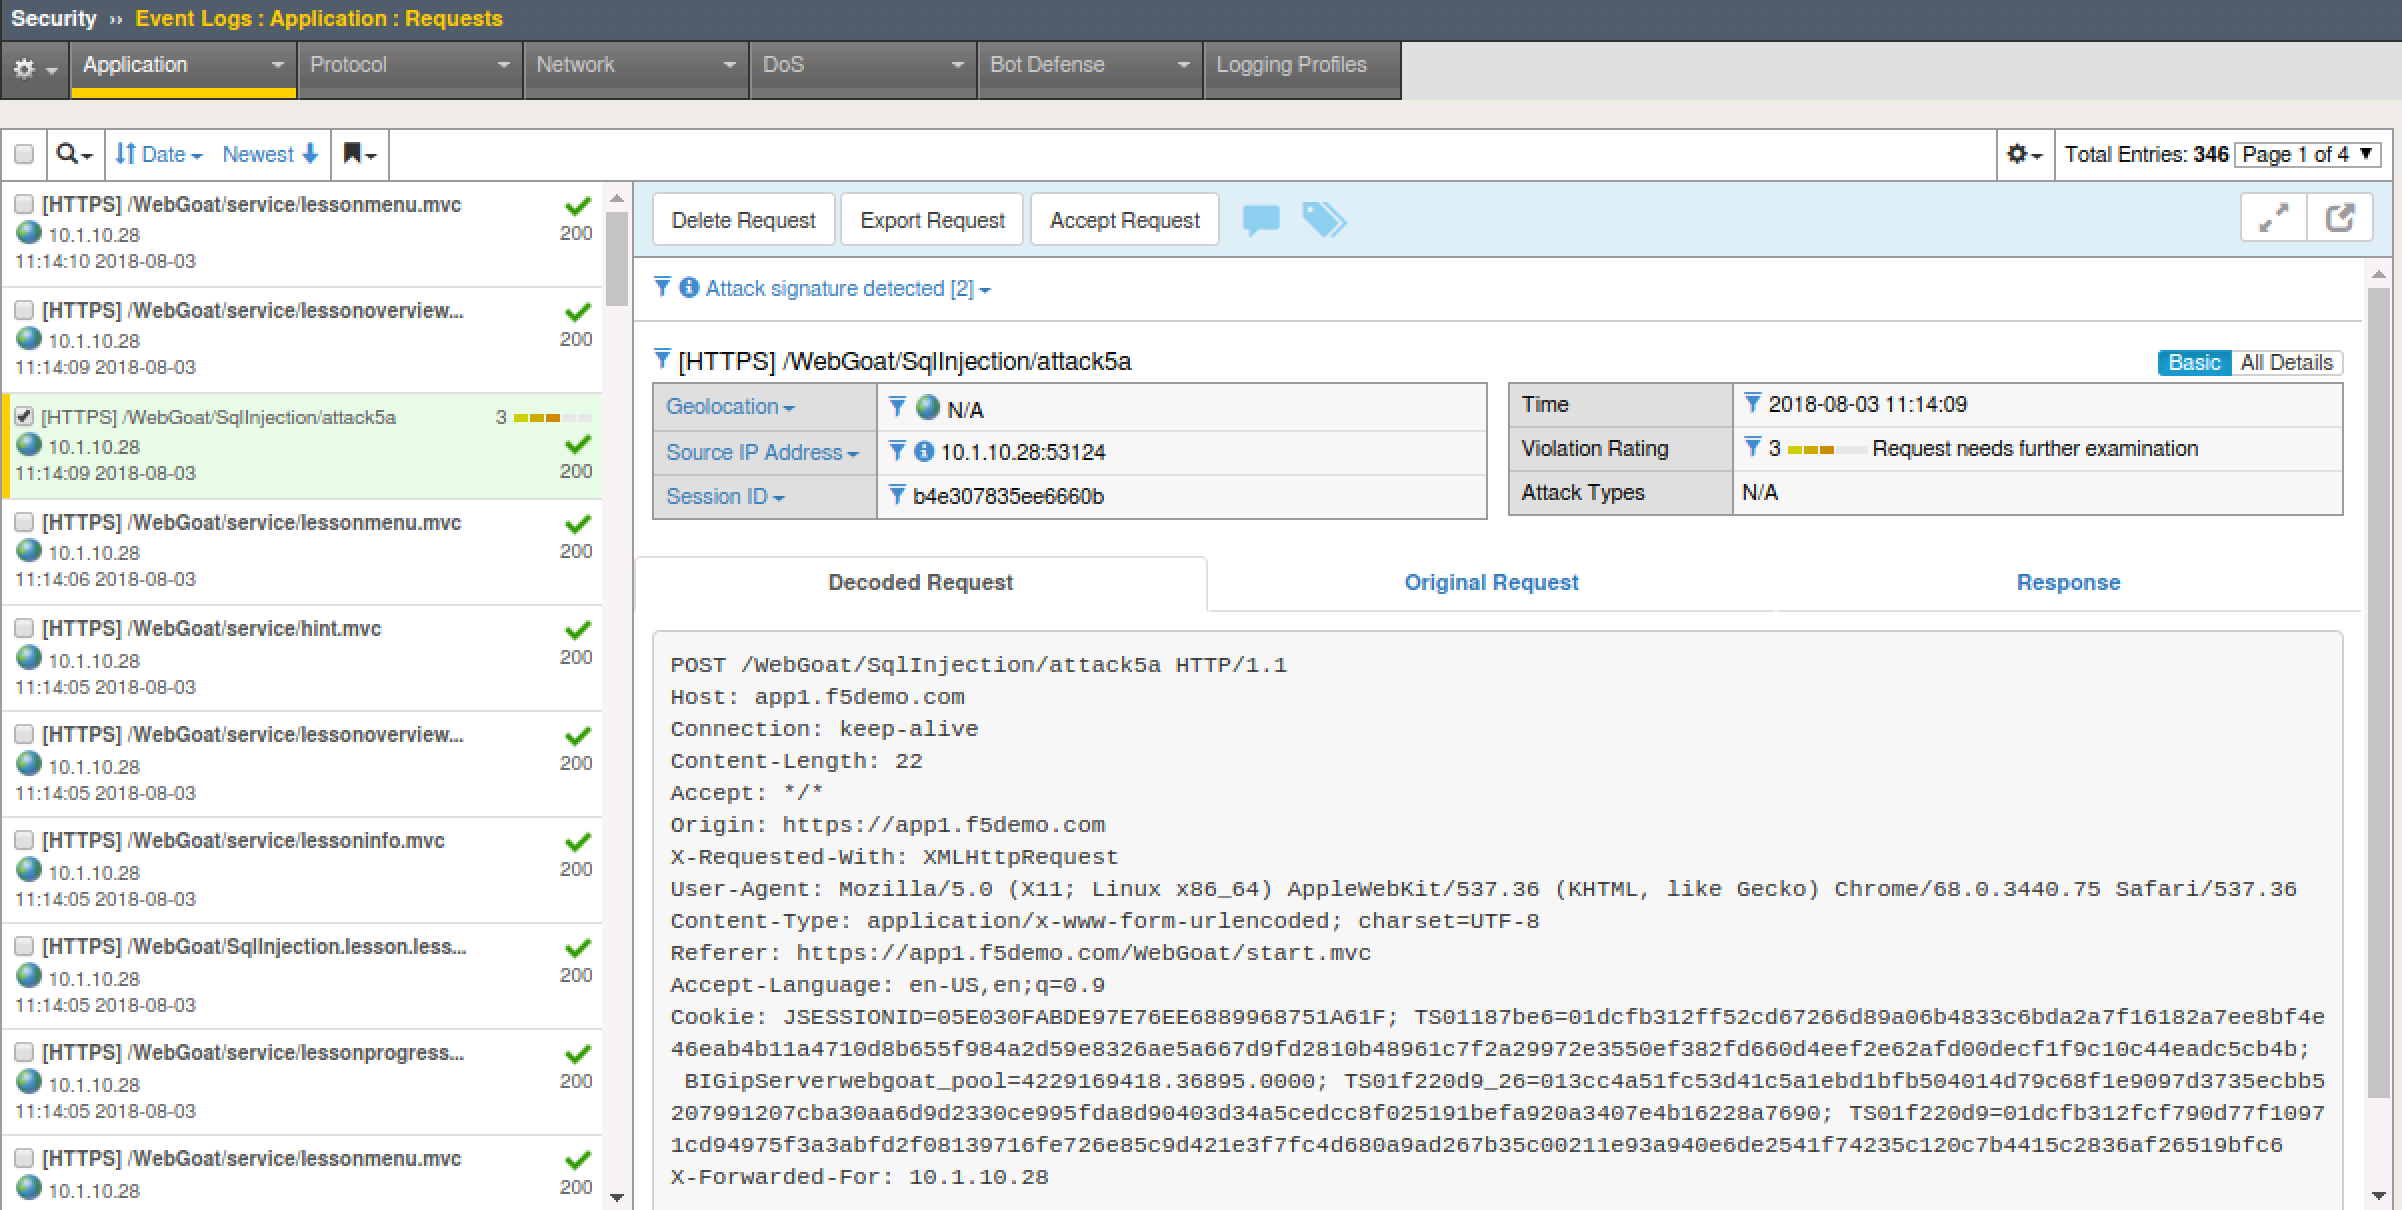 Security ›› Event Logs : Application : Requests
Application Protocol Network DoS Bot Defense Logging Profiles
Date Newest Total Entries: 346 Page 1 of 4
[HTTPS] /WebGoat/service/lessonmenu.mvc
10.1.10.28 200
11:14:10 2018-08-03
[HTTPS] /WebGoat/service/lessonoverview...
10.1.10.28 200
11:14:09 2018-08-03
[HTTPS] /WebGoat/SqlInjection/attack5a 3
10.1.10.28
11:14:09 2018-08-03 200
[HTTPS] /WebGoat/service/lessonmenu.mvc
10.1.10.28 200
11:14:06 2018-08-03
[HTTPS] /WebGoat/service/hint.mvc
10.1.10.28 200
11:14:05 2018-08-03
[HTTPS] /WebGoat/service/lessonoverview...
10.1.10.28 200
11:14:05 2018-08-03
[HTTPS] /WebGoat/service/lessoninfo.mvc
10.1.10.28 200
11:14:05 2018-08-03
[HTTPS] /WebGoat/SqlInjection.lesson.less...
10.1.10.28 200
11:14:05 2018-08-03
[HTTPS] /WebGoat/service/lessonprogress...
10.1.10.28 200
11:14:05 2018-08-03
[HTTPS] /WebGoat/service/lessonmenu.mvc
10.1.10.28 200
Delete Request Export Request Accept Request
Attack signature detected [2]
[HTTPS] /WebGoat/SqlInjection/attack5a Basic All Details
Geolocation N/A
Source IP Address 10.1.10.28:53124
Session ID b4e307835ee6660b
Time 2018-08-03 11:14:09
Violation Rating 3 Request needs further examination
Attack Types N/A
Decoded Request Original Request Response
POST /WebGoat/SqlInjection/attack5a HTTP/1.1
Host: app1.f5demo.com
Connection: keep-alive
Content-Length: 22
Accept: */*
Origin: https://app1.f5demo.com
X-Requested-With: XMLHttpRequest
User-Agent: Mozilla/5.0 (X11; Linux x86_64) AppleWebKit/537.36 (KHTML, like Gecko) Chrome/68.0.3440.75 Safari/537.36
Content-Type: application/x-www-form-urlencoded; charset=UTF-8
Referer: https://app1.f5demo.com/WebGoat/start.mvc
Accept-Language: en-US,en;q=0.9
Cookie: JSESSIONID=05E030FABDE97E76EE6889968751A61F; TS01187be6=01dcfb312ff52cd67266d89a06b4833c6bda2a7f16182a7ee8bf4e
46eab4b11a4710d8b655f984a2d59e8326ae5a667d9fd2810b48961c7f2a29972e3550ef382fd660d4eef2e62afd00decf1f9c10c44eadc5cb4b;
BIGipServerwebgoat_pool=4229169418.36895.0000; TS01f220d9_26=013cc4a51fc53d41c5a1ebd1bfb504014d79c68f1e9097d3735ecbb5
207991207cba30aa6d9d2330ce995fda8d90403d34a5cedcc8f025191befa920a3407e4b16228a7690; TS01f220d9=01dcfb312fcf790d77f1097
1cd94975f3a3abfd2f08139716fe726e85c9d421e3f7fc4d680a9ad267b35c00211e93a940e6de2541f74235c120c7b4415c2836af26519bfc6
X-Forwarded-For: 10.1.10.28